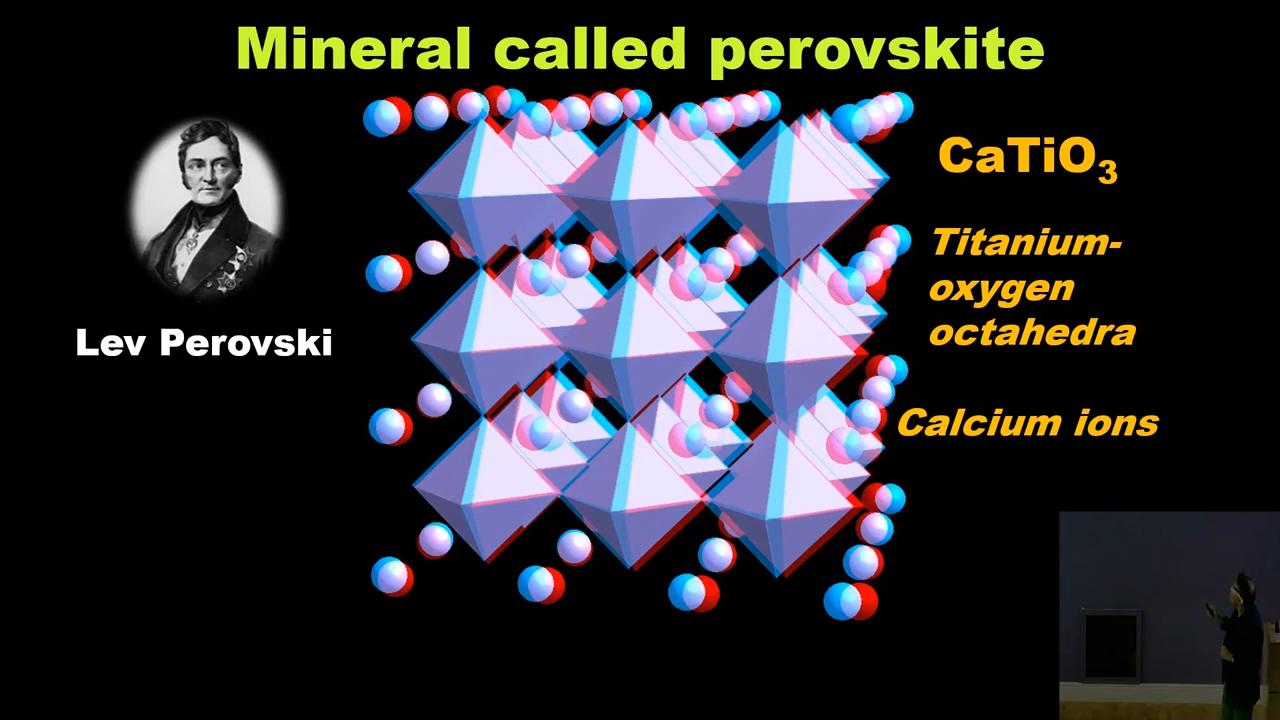 Mineral called perovskite
CaTiO₃
Titanium-
oxygen
octahedra
Lev Perovski
Calcium ions